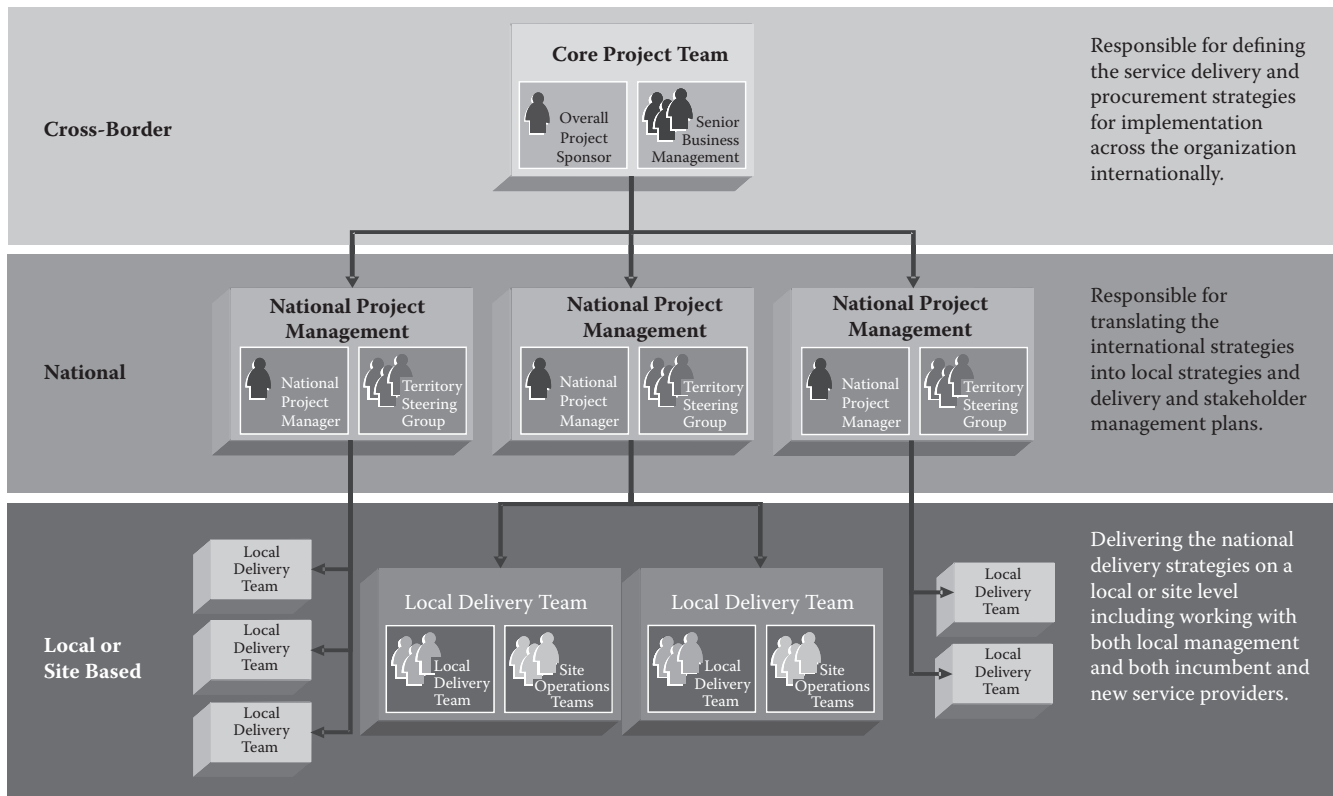 Cross-Border
Core Project Team
Overall
Project
Sponsor
Senior
Business
Management
Responsible for defining
the service delivery and
procurement strategies
for implementation
across the organization
internationally.
National
National Project
Management
National
Project
Manager
Territory
Steering
Group
National Project
Management
National
Project
Manager
Territory
Steering
Group
National Project
Management
National
Project
Manager
Territory
Steering
Group
Responsible for
translating the
international strategies
into local strategies and
delivery and stakeholder
management plans.
Local or
Site Based
Local
Delivery
Team
Local
Delivery
Team
Local
Delivery
Team
Local Delivery Team
Local
Delivery
Team
Site
Operations
Teams
Local Delivery Team
Local
Delivery
Team
Site
Operations
Teams
Local
Delivery
Team
Local
Delivery
Team
Delivering the national
delivery strategies on a
local or site level
including working with
both local management
and both incumbent and
new service providers.